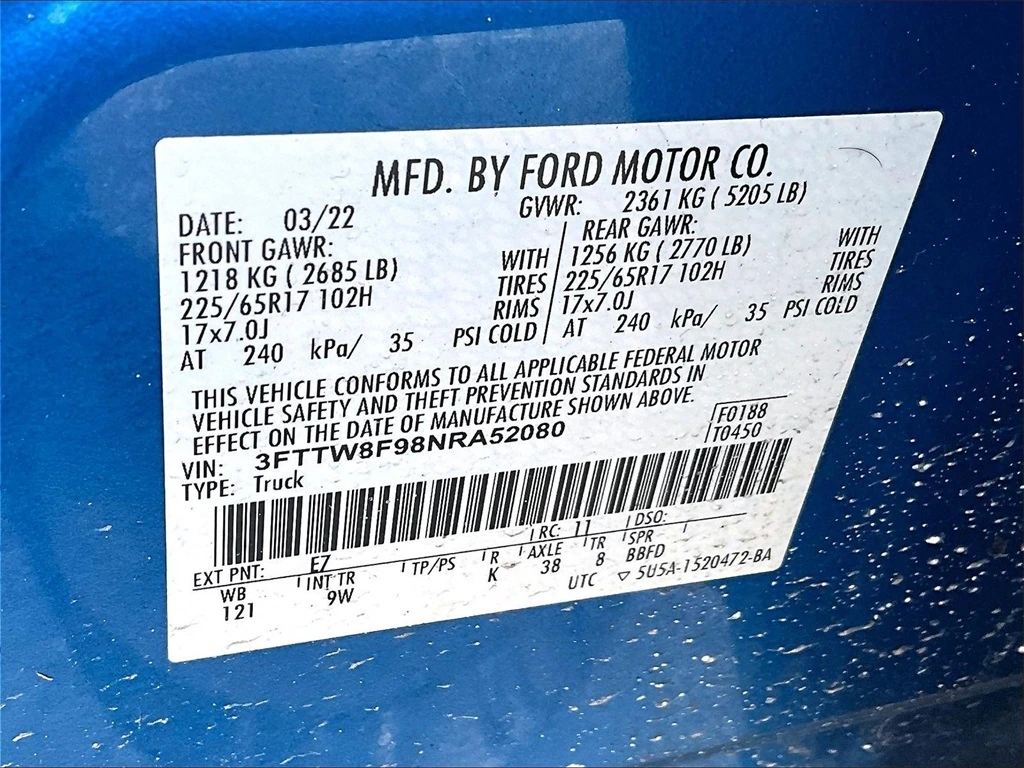 MFD. BY FORD MOTOR CO.
DATE: 03/22 GVWR: 2361 KG ( 5205 LB)
FRONT GAWR: REAR GAWR:
1218 KG ( 2685 LB) WITH 1256 KG ( 2770 LB) WITH
225/65R17 102H TIRES 225/65R17 102H TIRES
17x7.0J RIMS 17x7.0J RIMS
AT 240 kPa/ 35 PSI COLD AT 240 kPa/ 35 PSI COLD
THIS VEHICLE CONFORMS TO ALL APPLICABLE FEDERAL MOTOR
VEHICLE SAFETY AND THEFT PREVENTION STANDARDS IN
EFFECT ON THE DATE OF MANUFACTURE SHOWN ABOVE.
F0188
VIN: 3FTTW8F98NRA52080 T0450
TYPE: Truck
EXT PNT: E7 RC: 11 DSO:
WB INT TR TP/PS R AXLE TR SPR
121 9W K 38 8 BBFD
UTC ▽ 5U5A-1520472-BA